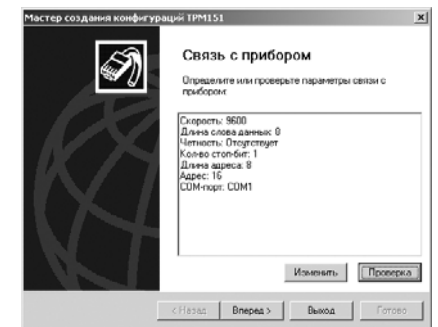 Мастер создания конфигураций ТРМ151
Связь с прибором
Определите или проверьте параметры связи с
прибором:
Скорость: 9600
Длина слова данных: 8
Четность: Отсутствует
Кол-во стоп-бит: 1
Длина адреса: 8
Адрес: 16
COM-порт: COM1
Изменить
Проверка
< Назад
Вперед >
Выход
Готово